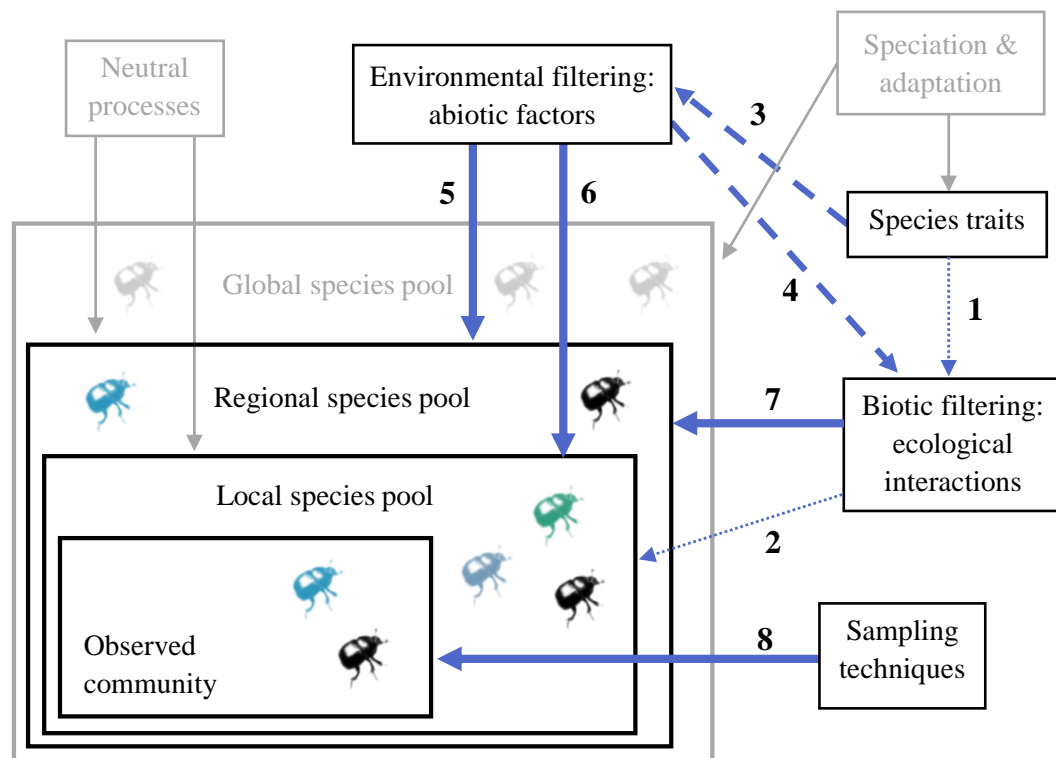 Neutral
processes
Environmental filtering:
abiotic factors
Speciation &
adaptation
3
5
6
Species traits
4
Global species pool
1
Regional species pool
7
Biotic filtering:
ecological
interactions
Local species pool
2
Observed
community
8
Sampling
techniques